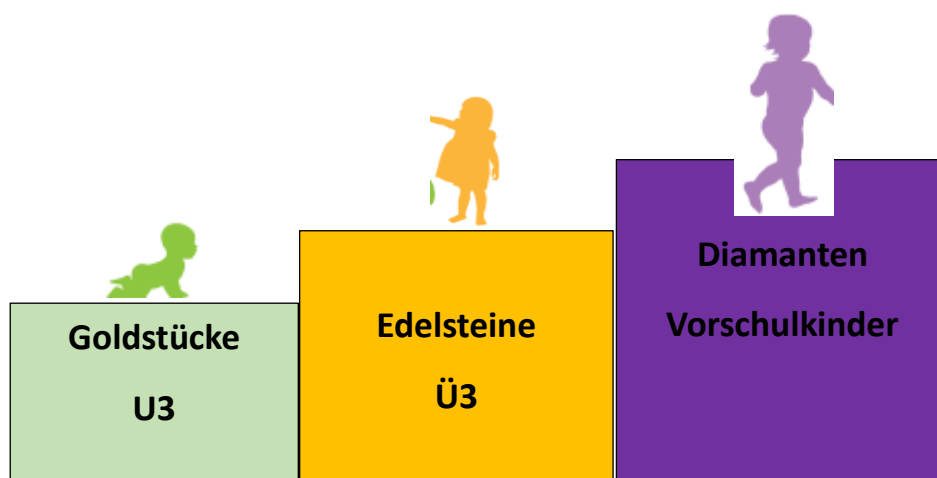 Goldstücke
U3
Edelsteine
Ü3
Diamanten
Vorschulkinder